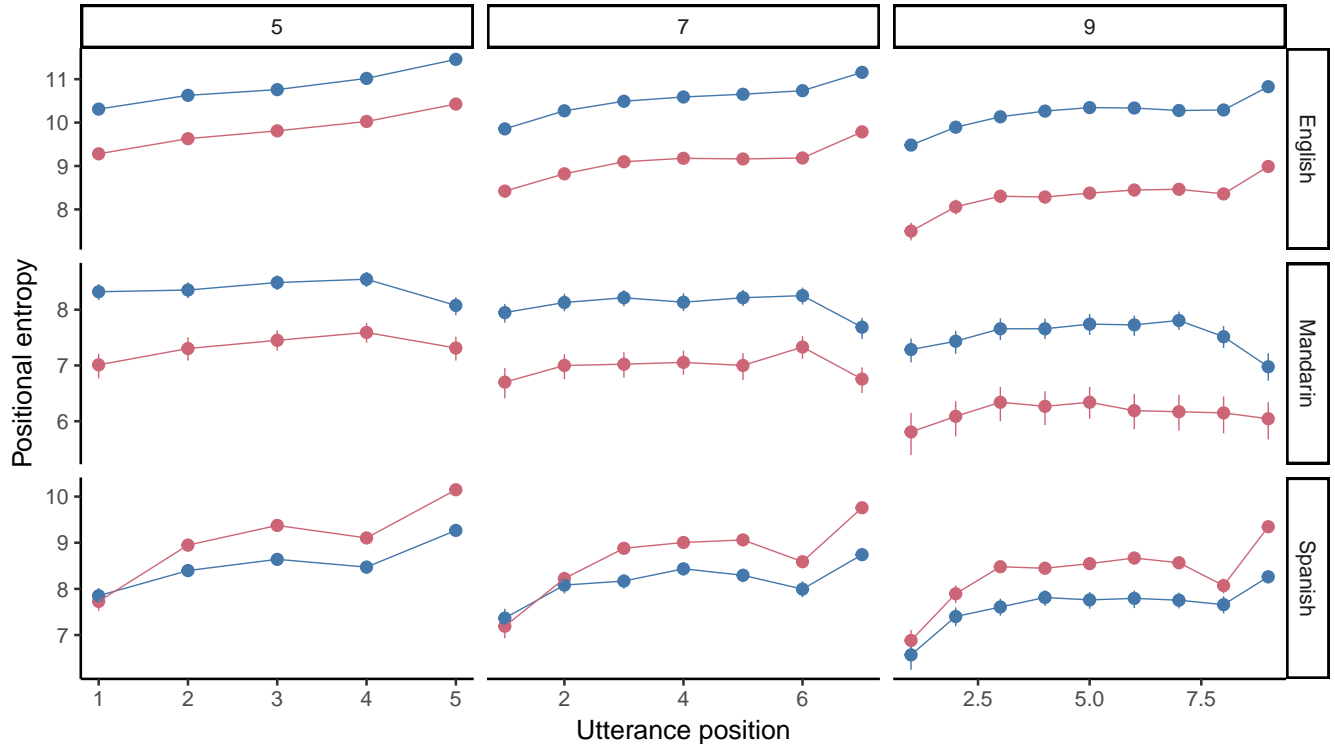 5 7 9
11
10
9
8
English
8
7
6
Mandarin
10
9
8
7
Spanish
Positional entropy
1 2 3 4 5 2 4 6 2.5 5.0 7.5
Utterance position